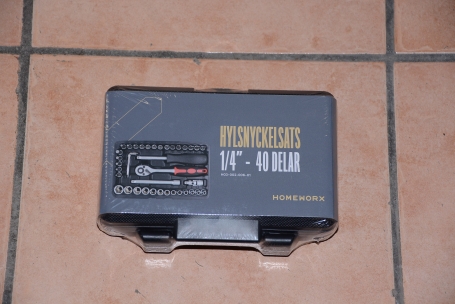 HYLSNYCKELSATS
1/4" - 40 DELAR
HOMEWORX